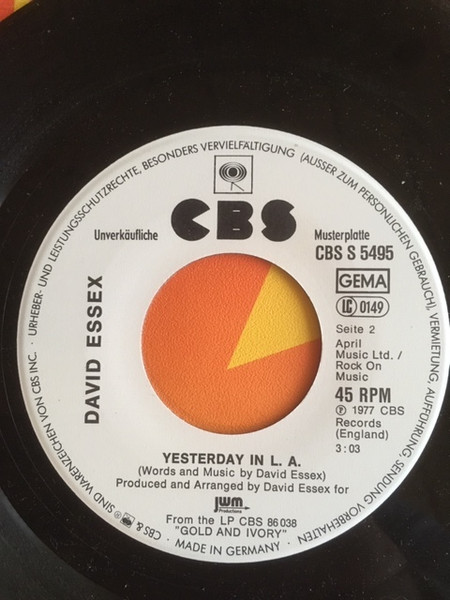 URHEBER- UND LEISTUNGSSCHUTZRECHTE, BESONDERS VERVIELFÄLTIGUNG (AUSSER ZUM PERSÖNLICHEN GEBRAUCH), VERMIETUNG, AUFFÜHRUNG, SENDUNG VORBEHALTEN
CBS
Unverkäufliche
Musterplatte
CBS S 5495
GEMA
LC 0149
Seite 2
April
Music Ltd. /
Rock On
Music
45 RPM
℗ 1977 CBS
Records
(England)
3:03
DAVID ESSEX
YESTERDAY IN L. A.
(Words and Music by David Essex)
Produced and Arranged by David Essex for
jwm
Productions
From the LP CBS 86038
"GOLD AND IVORY"
CBS & ® SIND WARENZEICHEN VON CBS INC. · MADE IN GERMANY ·